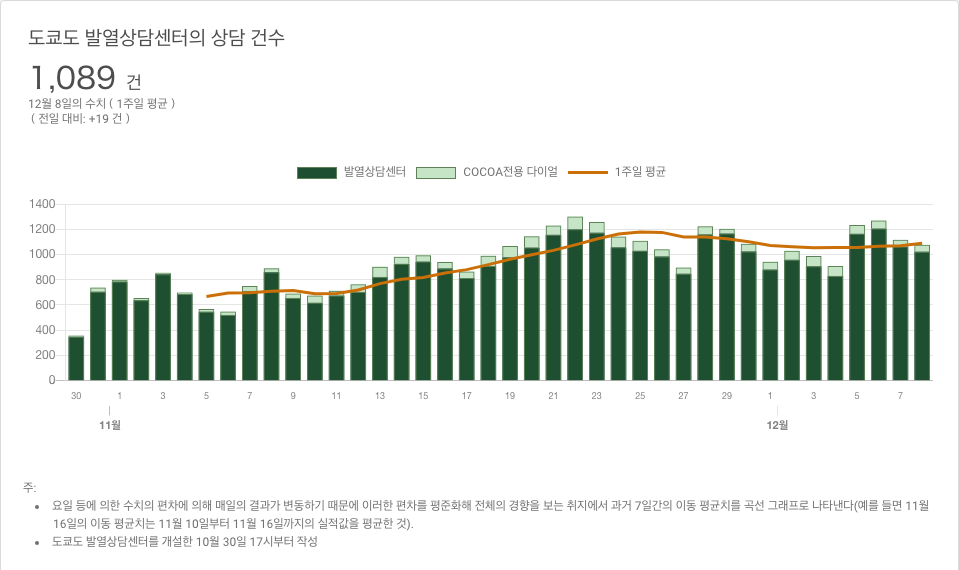 도쿄도 발열상담센터의 상담 건수
1,089 건
12월 8일의 수치 ( 1주일 평균 )
( 전일 대비: +19 건 )
발열상담센터 COCOA전용 다이얼 1주일 평균
1400
1200
1000
800
600
400
200
0
30 1 3 5 7 9 11 13 15 17 19 21 23 25 27 29 1 3 5 7
11월 12월
주:
• 요일 등에 의한 수치의 편차에 의해 매일의 결과가 변동하기 때문에 이러한 편차를 평준화해 전체의 경향을 보는 취지에서 과거 7일간의 이동 평균치를 곡선 그래프로 나타낸다(예를 들면 11월
16일의 이동 평균치는 11월 10일부터 11월 16일까지의 실적값을 평균한 것).
• 도쿄도 발열상담센터를 개설한 10월 30일 17시부터 작성